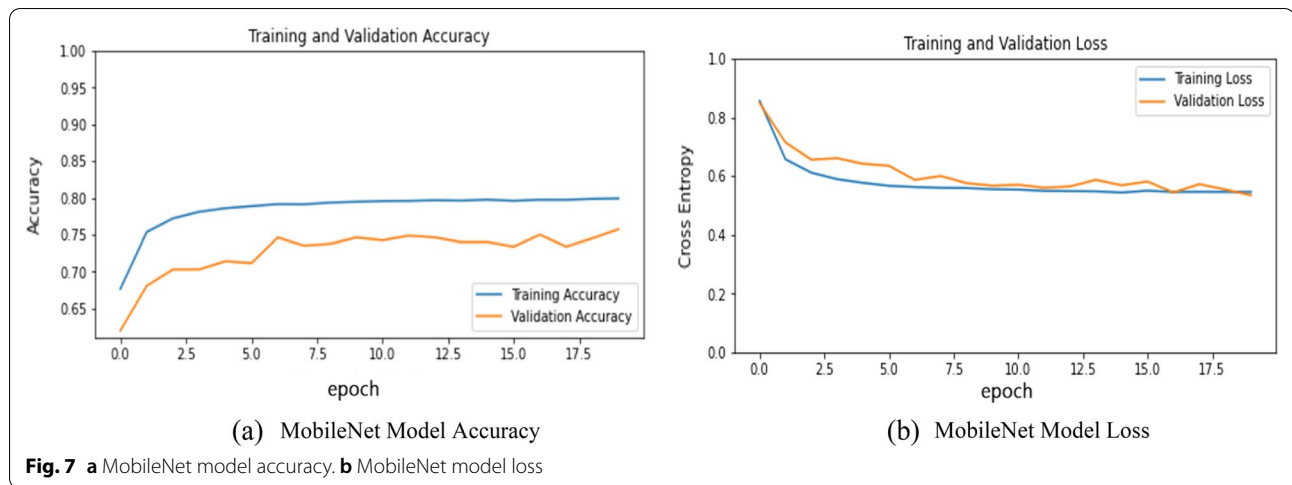 Training and Validation Accuracy
1.00
0.95
0.90
0.85
0.80
0.75
0.70
0.65
Accuracy
Training Accuracy
Validation Accuracy
0.0 2.5 5.0 7.5 10.0 12.5 15.0 17.5
epoch
(a) MobileNet Model Accuracy
Training and Validation Loss
1.0
0.8
0.6
0.4
0.2
0.0
Cross Entropy
Training Loss
Validation Loss
0.0 2.5 5.0 7.5 10.0 12.5 15.0 17.5
epoch
(b) MobileNet Model Loss
Fig. 7 a MobileNet model accuracy. b MobileNet model loss